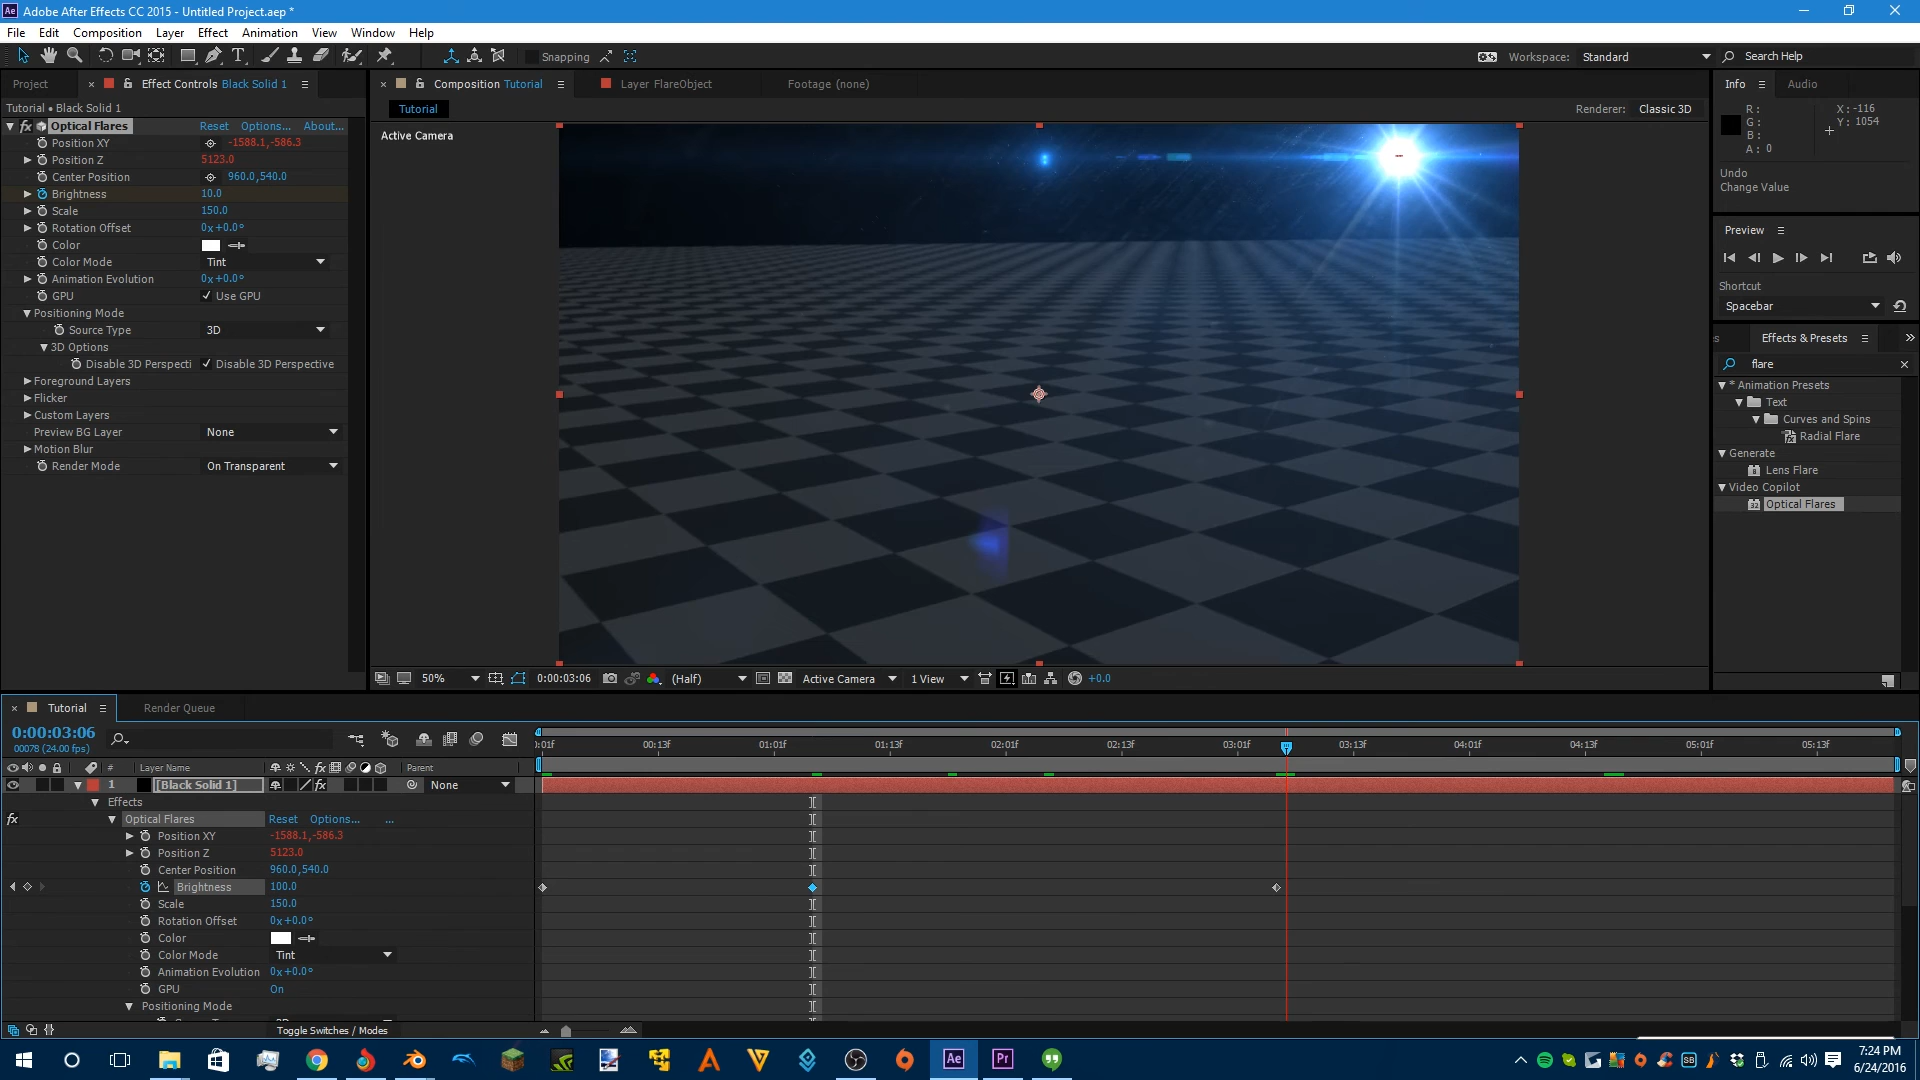 Adobe After Effects CC 2015 - Untitled Project.aep *
File Edit Composition Layer Effect Animation View Window Help
Snapping
Workspace: Standard
Search Help
Project
Effect Controls Black Solid 1
Composition Tutorial
Layer FlareObject
Footage (none)
Info
Audio
Tutorial • Black Solid 1
Tutorial
Renderer: Classic 3D
Active Camera
Optical Flares Reset Options... About...
Position XY -1588.1,-586.3
Position Z 5123.0
Center Position 960.0,540.0
Brightness 10.0
Scale 150.0
Rotation Offset 0x+0.0°
Color
Color Mode Tint
Animation Evolution 0x+0.0°
GPU Use GPU
Positioning Mode
Source Type 3D
3D Options
Disable 3D Perspecti Disable 3D Perspective
Foreground Layers
Flicker
Custom Layers
Preview BG Layer None
Motion Blur
Render Mode On Transparent
R :
G :
B :
A : 0
X : -116
Y : 1054
Undo
Change Value
Preview
Shortcut
Spacebar
Effects & Presets
flare
* Animation Presets
Text
Curves and Spins
Radial Flare
Generate
Lens Flare
Video Copilot
32 Optical Flares
50% 0:00:03:06 (Half) Active Camera 1 View +0.0
Tutorial
Render Queue
0:00:03:06
00078 (24.00 fps)
:01f 00:13f 01:01f 01:13f 02:01f 02:13f 03:01f 03:13f 04:01f 04:13f 05:01f 05:13f
# Layer Name Parent
1 [Black Solid 1] None
Effects
fx Optical Flares Reset Options... ...
Position XY -1588.1,-586.3
Position Z 5123.0
Center Position 960.0,540.0
Brightness 100.0
Scale 150.0
Rotation Offset 0x+0.0°
Color
Color Mode Tint
Animation Evolution 0x+0.0°
GPU On
Positioning Mode
Toggle Switches / Modes
Ae
Pr
7:24 PM
6/24/2016